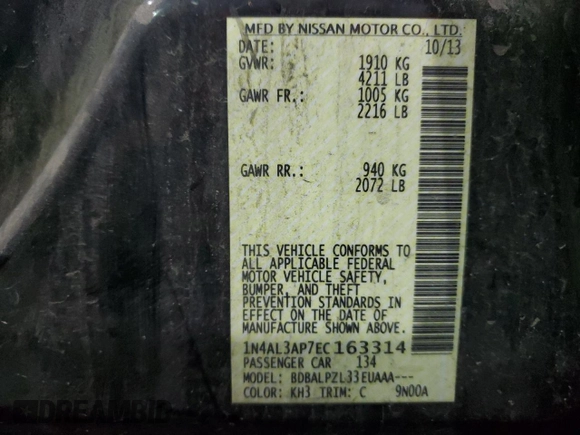 MFD BY NISSAN MOTOR CO., LTD.
DATE: 10/13
GVWR: 1910 KG
4211 LB
GAWR FR.: 1005 KG
2216 LB
GAWR RR.: 940 KG
2072 LB
THIS VEHICLE CONFORMS TO
ALL APPLICABLE FEDERAL
MOTOR VEHICLE SAFETY,
BUMPER, AND THEFT
PREVENTION STANDARDS IN
EFFECT ON THE DATE OF
MANUFACTURE SHOWN ABOVE.
1N4AL3AP7EC163314
PASSENGER CAR 134
MODEL: BDBALPZL33EUAAA---
COLOR: KH3 TRIM: C 9N00A
DREAMBID